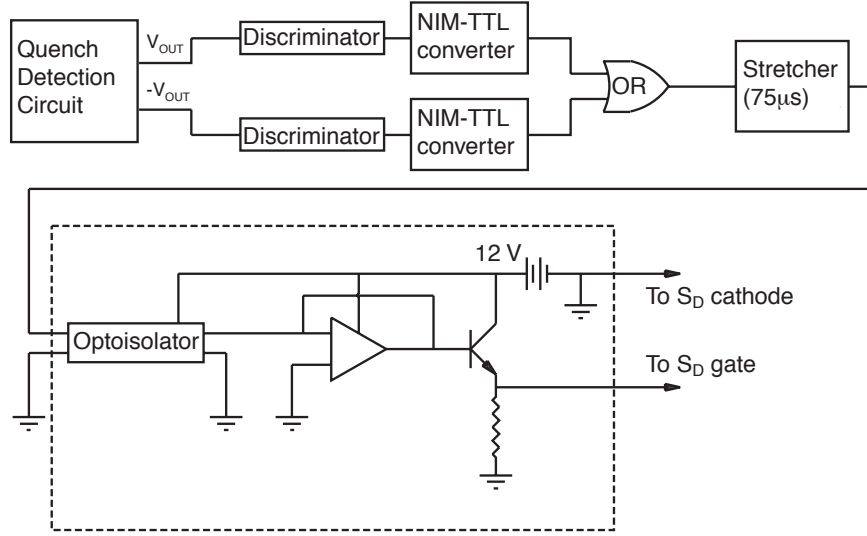 Quench
Detection
Circuit
V_OUT
-V_OUT
Discriminator
Discriminator
NIM-TTL
converter
NIM-TTL
converter
OR
Stretcher
(75μs)
12 V
To S_D cathode
Optoisolator
To S_D gate